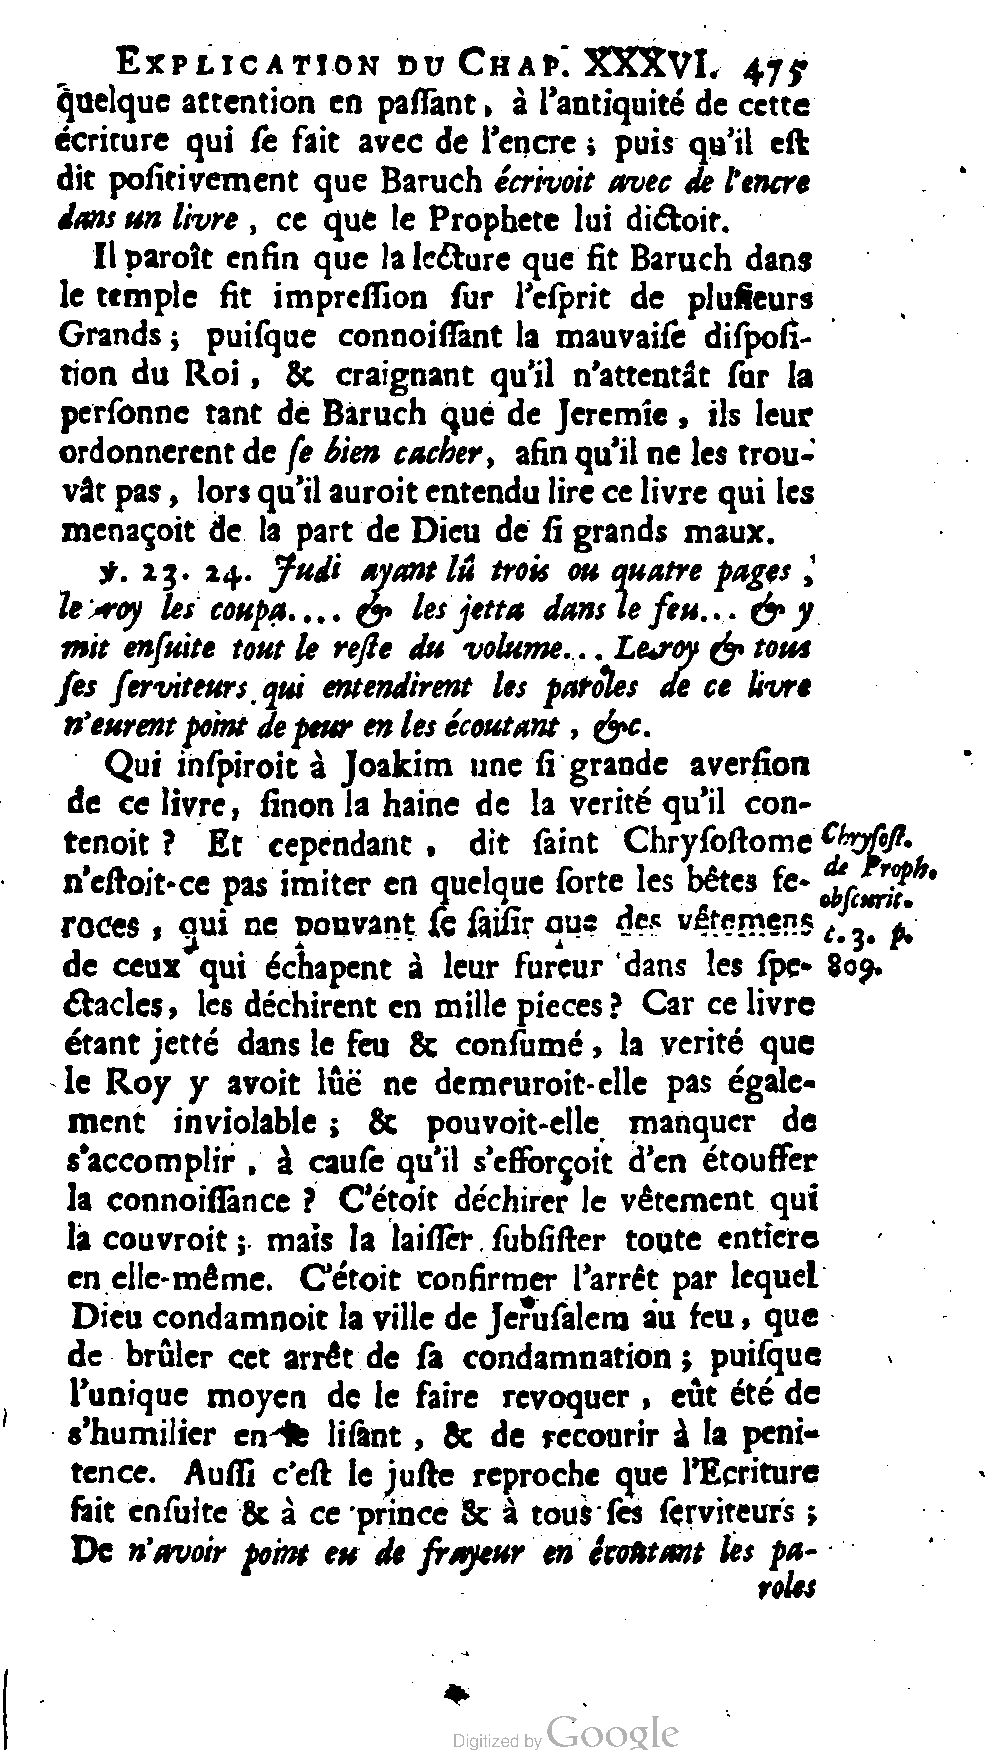 EXPLICATION DU CHAP. XXXVI. 475
quelque attention en paſſant, à l'antiquité de cette
écriture qui ſe fait avec de l'encre ; puis qu'il eſt
dit poſitivement que Baruch écrivoit avec de l'encre
dans un livre, ce que le Prophete lui dictoit.
Il paroît enfin que la lecture que fit Baruch dans
le temple fit impreſſion ſur l'eſprit de pluſieurs
Grands ; puiſque connoiſſant la mauvaiſe diſpoſi-
tion du Roi, & craignant qu'il n'attentât ſur la
perſonne tant de Baruch que de Jeremie, ils leur
ordonnerent de ſe bien cacher, afin qu'il ne les trou-
vât pas, lors qu'il auroit entendu lire ce livre qui les
menaçoit de la part de Dieu de ſi grands maux.
℣. 23. 24. Judi ayant lû trois ou quatre pages,
le roy les coupa.... & les jetta dans le feu... & y
mit enſuite tout le reſte du volume... Le roy & tous
ſes ſerviteurs qui entendirent les paroles de ce livre
n'eurent point de peur en les écoutant, &c.
Qui inſpiroit à Joakim une ſi grande averſion
de ce livre, ſinon la haine de la verité qu'il con-
tenoit ? Et cependant, dit ſaint Chryſoſtome
n'eſtoit-ce pas imiter en quelque ſorte les bêtes fe-
roces, qui ne pouvant ſe ſaiſir que des vêtemens
de ceux qui échapent à leur fureur dans les ſpe-
ctacles, les déchirent en mille pieces ? Car ce livre
étant jetté dans le feu & conſumé, la verité que
le Roy y avoit lûë ne demeuroit-elle pas égale-
ment inviolable ; & pouvoit-elle manquer de
s'accomplir, à cauſe qu'il s'efforçoit d'en étouffer
la connoiſſance ? C'étoit déchirer le vêtement qui
la couvroit ; mais la laiſſer ſubſiſter toute entiere
en elle-même. C'étoit confirmer l'arrêt par lequel
Dieu condamnoit la ville de Jeruſalem au feu, que
de brûler cet arrêt de ſa condamnation ; puiſque
l'unique moyen de le faire revoquer, eût été de
s'humilier en le liſant, & de recourir à la peni-
tence. Auſſi c'eſt le juſte reproche que l'Ecriture
fait enſuite & à ce prince & à tous ſes ſerviteurs ;
De n'avoir point eu de frayeur en écoutant les pa-
roles
Chryſoſt.
de Proph.
obſcurit.
t. 3. p.
809.
Digitized by Google